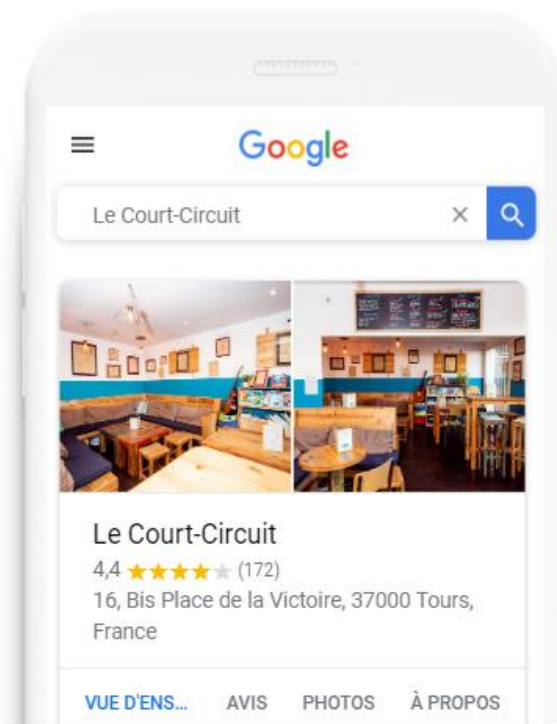 Google
Le Court-Circuit
Le Court-Circuit
4,4 (172)
16, Bis Place de la Victoire, 37000 Tours,
France
VUE D'ENS... AVIS PHOTOS À PROPOS